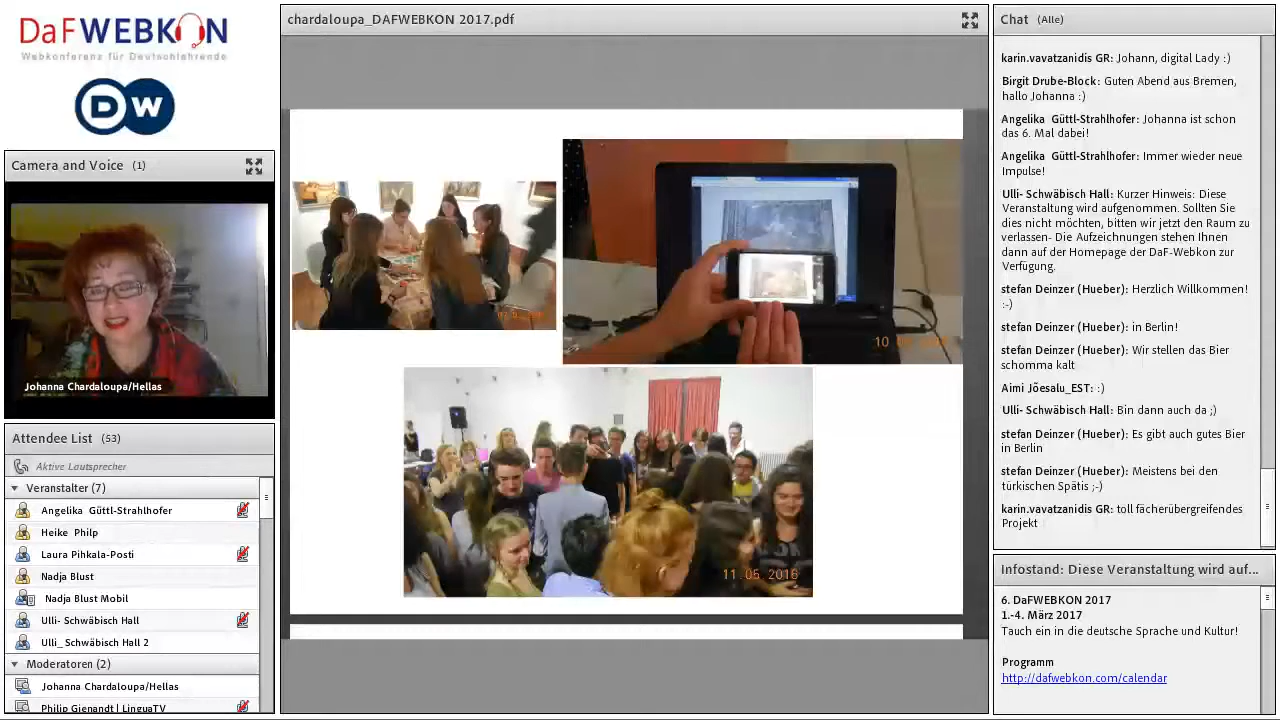 DaFWEBKON
Webkonferenz für Deutschlehrende
DW
Camera and Voice (1)
Johanna Chardaloupa/Hellas
Attendee List (53)
Aktive Lautsprecher
Veranstalter (7)
Angelika Güttl-Strahlhofer
Heike Philp
Laura Pihkala-Posti
Nadja Blust
Nadja Blust Mobil
Ulli- Schwäbisch Hall
Ulli_ Schwäbisch Hall 2
Moderatoren (2)
Johanna Chardaloupa/Hellas
Philip Gienandt | LinguaTV
chardaloupa_DAFWEBKON 2017.pdf
11.05 2016
Chat (Alle)
karin.vavatzanidis GR: Johann, digital Lady :)
Birgit Drube-Block: Guten Abend aus Bremen,
hallo Johanna :)
Angelika Güttl-Strahlhofer: Johanna ist schon
das 6. Mal dabei!
Angelika Güttl-Strahlhofer: Immer wieder neue
Impulse!
Ulli- Schwäbisch Hall: Kurzer Hinweis: Diese
Veranstaltung wird aufgenommen. Sollten Sie
dies nicht möchten, bitten wir jetzt den Raum zu
verlassen- Die Aufzeichnungen stehen Ihnen
dann auf der Homepage der DaF-Webkon zur
Verfügung.
stefan Deinzer (Hueber): Herzlich Willkommen!
:-)
stefan Deinzer (Hueber): in Berlin!
stefan Deinzer (Hueber): Wir stellen das Bier
schomma kalt
Aimi Jõesalu_EST: :)
Ulli- Schwäbisch Hall: Bin dann auch da ;)
stefan Deinzer (Hueber): Es gibt auch gutes Bier
in Berlin
stefan Deinzer (Hueber): Meistens bei den
türkischen Spätis ;-)
karin.vavatzanidis GR: toll fächerübergreifendes
Projekt
Infostand: Diese Veranstaltung wird auf...
6. DaFWEBKON 2017
1.-4. März 2017
Tauch ein in die deutsche Sprache und Kultur!
Programm
http://dafwebkon.com/calendar